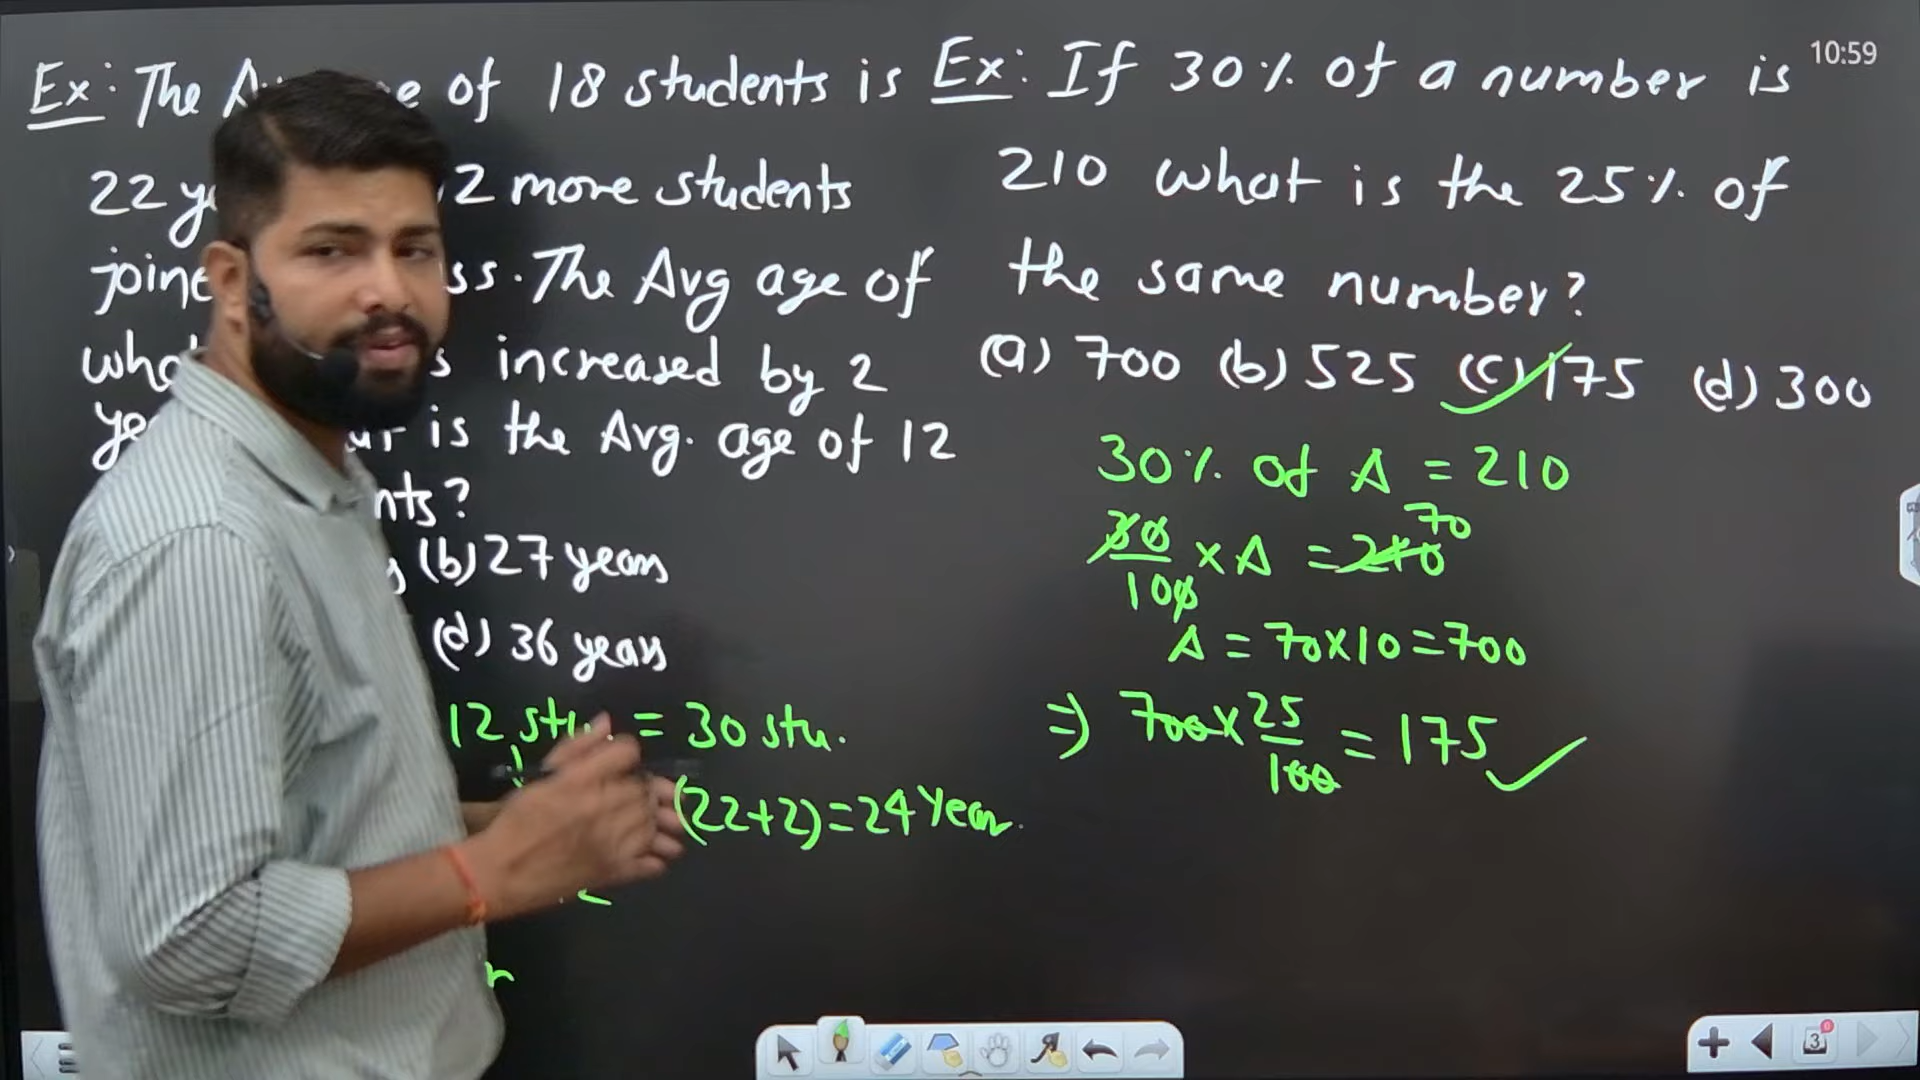 Ex: The e of 18 students is
22 2 more students
joine ss. The Avg age of
wha s increased by 2
ye is the Avg. age of 12
nts?
(b) 27 years
(d) 36 years
12 stu. = 30 stu.
(22+2) = 24 Year.
Ex: If 30% of a number is
210 what is the 25% of
the same number?
(a) 700 (b) 525 (c) 175 (d) 300
30% of A = 210
70
30/100 × A = 210
A = 70×10 = 700
⇒ 700 × 25/100 = 175
10:59
3